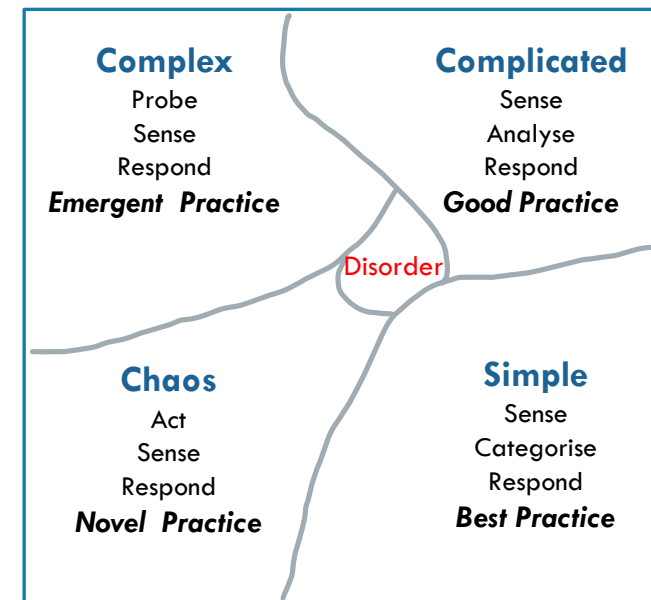 Complex
Probe
Sense
Respond
Emergent Practice
Complicated
Sense
Analyse
Respond
Good Practice
Disorder
Chaos
Act
Sense
Respond
Novel Practice
Simple
Sense
Categorise
Respond
Best Practice